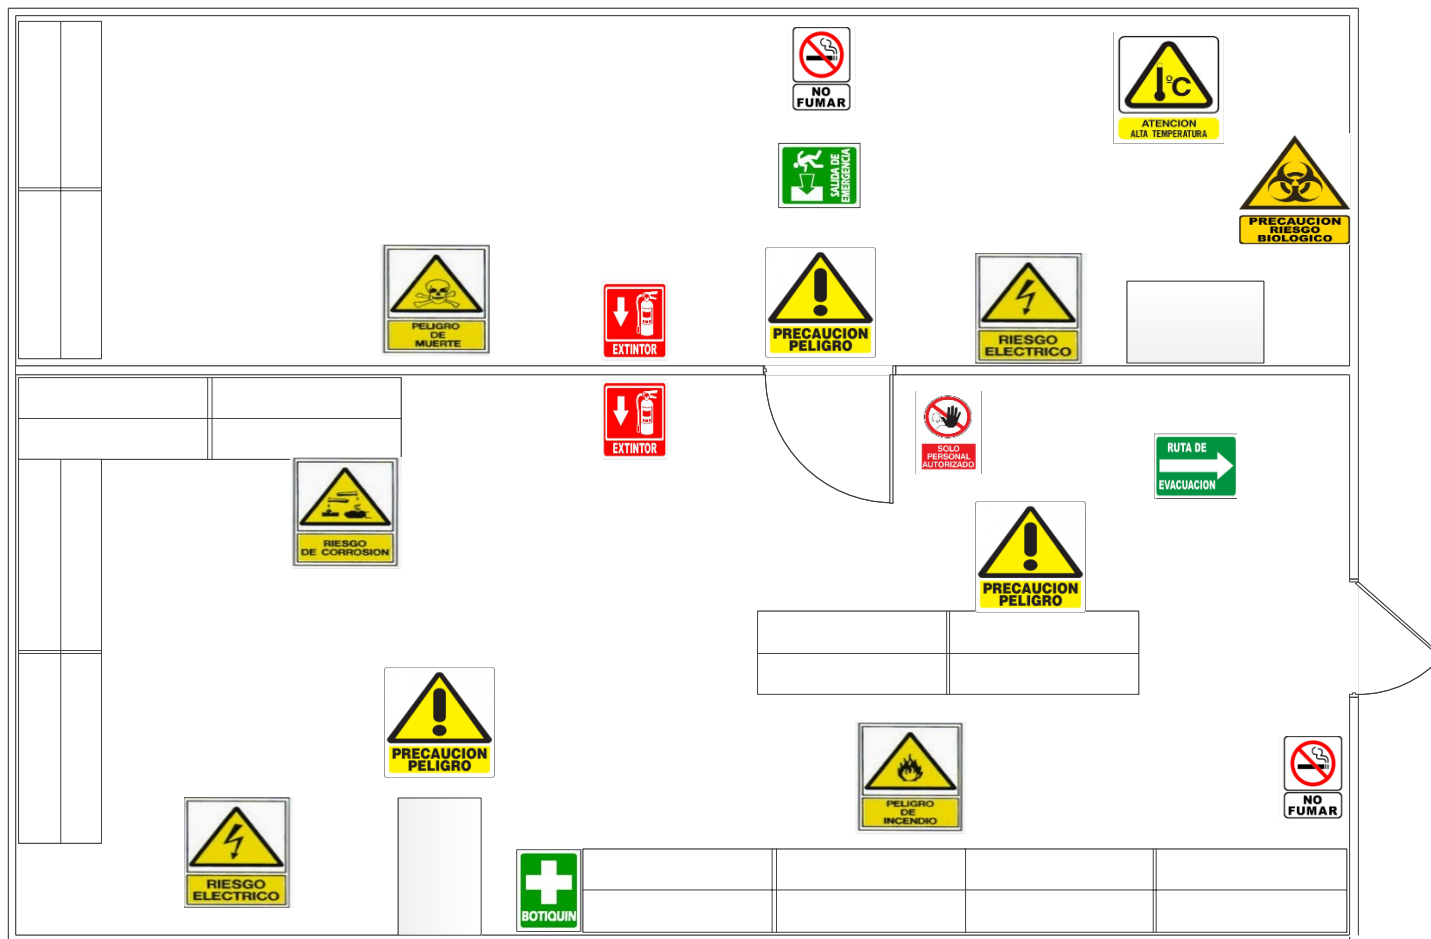 NO
FUMAR
ºC
ATENCION
ALTA TEMPERATURA
SALIDA DE
EMERGENCIA
PRECAUCION
RIESGO
BIOLOGICO
PELIGRO
DE
MUERTE
EXTINTOR
PRECAUCION
PELIGRO
RIESGO
ELECTRICO
EXTINTOR
SOLO
PERSONAL
AUTORIZADO
RUTA DE
EVACUACION
RIESGO
DE CORROSION
PRECAUCION
PELIGRO
PRECAUCION
PELIGRO
PELIGRO
DE
INCENDIO
NO
FUMAR
RIESGO
ELECTRICO
BOTIQUIN